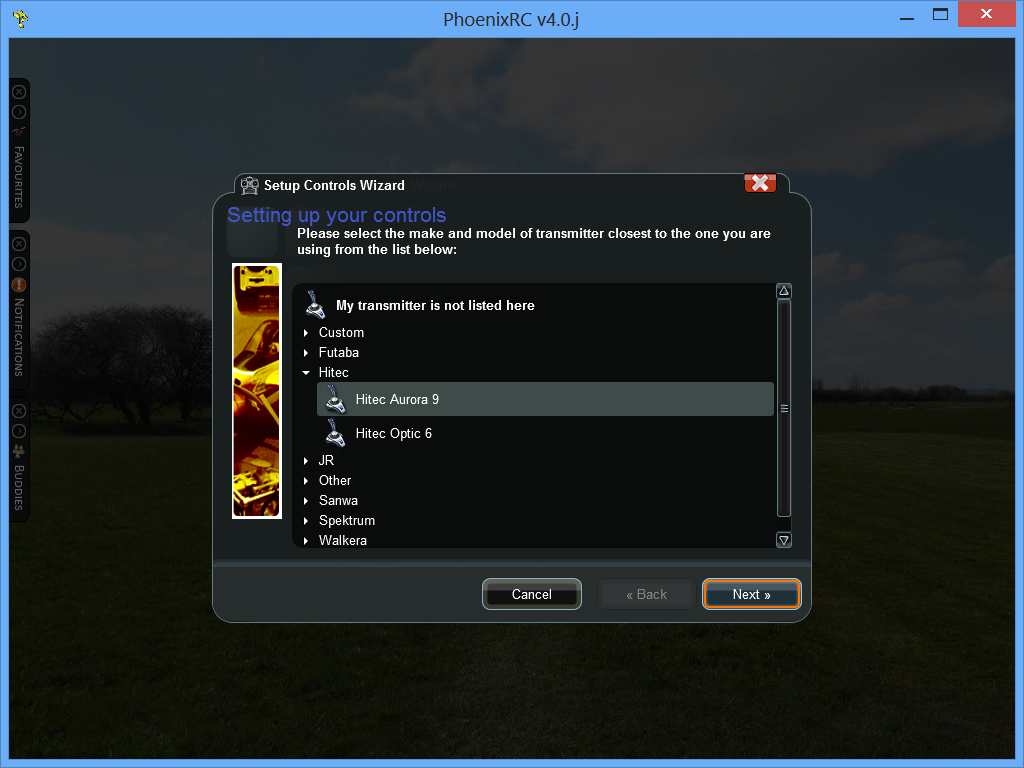 PhoenixRC v4.0.j
FAVOURITES
NOTIFICATIONS
BUDDIES
Setup Controls Wizard
Setting up your controls
Please select the make and model of transmitter closest to the one you are
using from the list below:
My transmitter is not listed here
Custom
Futaba
Hitec
Hitec Aurora 9
Hitec Optic 6
JR
Other
Sanwa
Spektrum
Walkera
Cancel
« Back
Next »